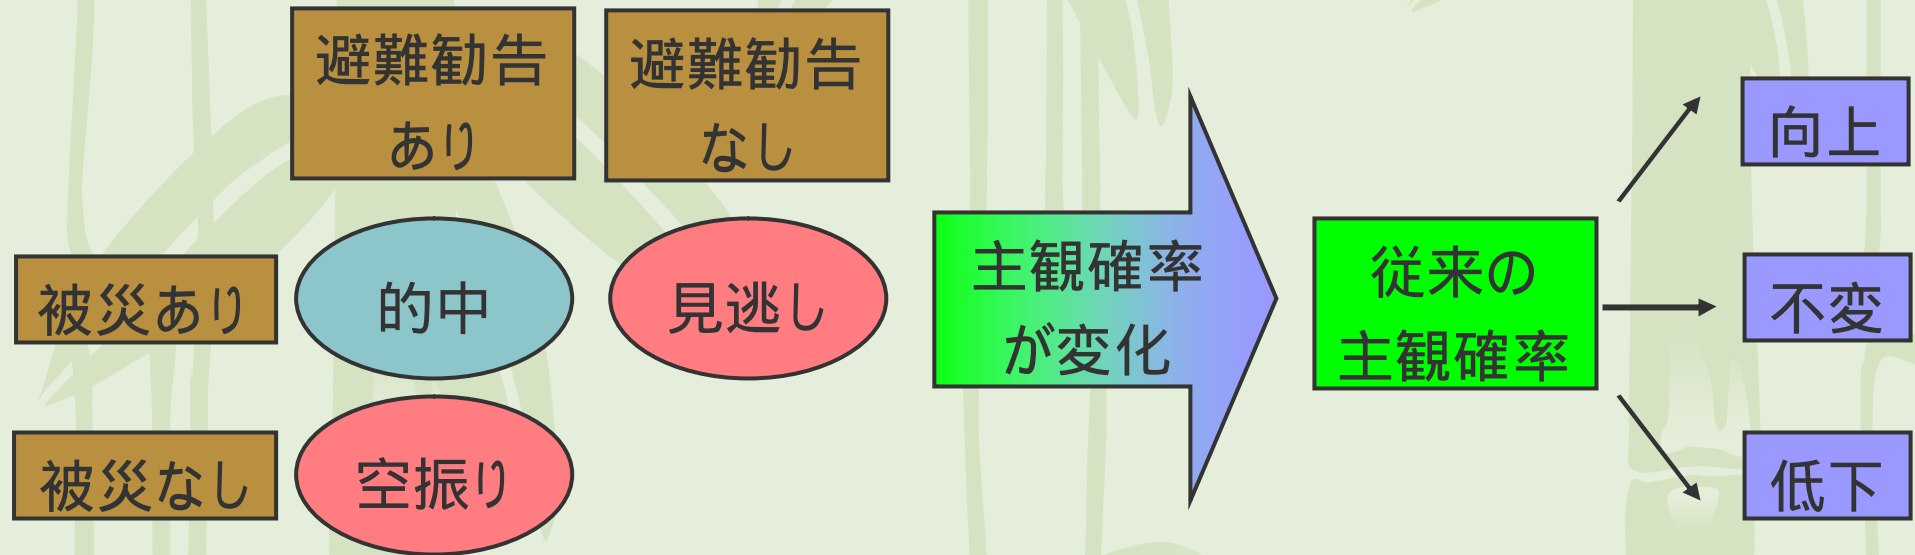 避難勧告
あり
避難勧告
なし
被災あり
的中
見逃し
被災なし
空振り
主観確率
が変化
従来の
主観確率
向上
不変
低下